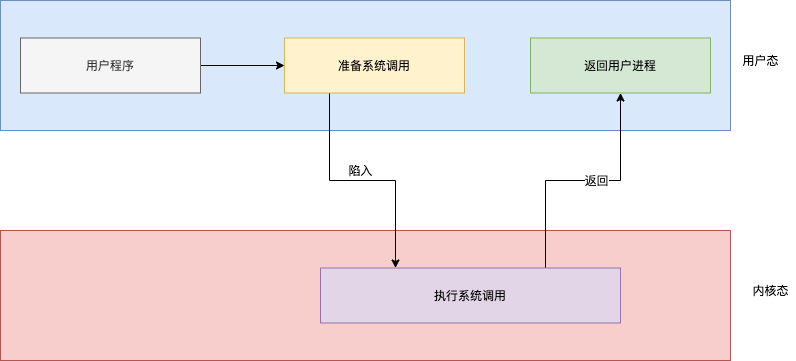 用户程序
准备系统调用
返回用户进程
用户态
陷入
返回
执行系统调用
内核态